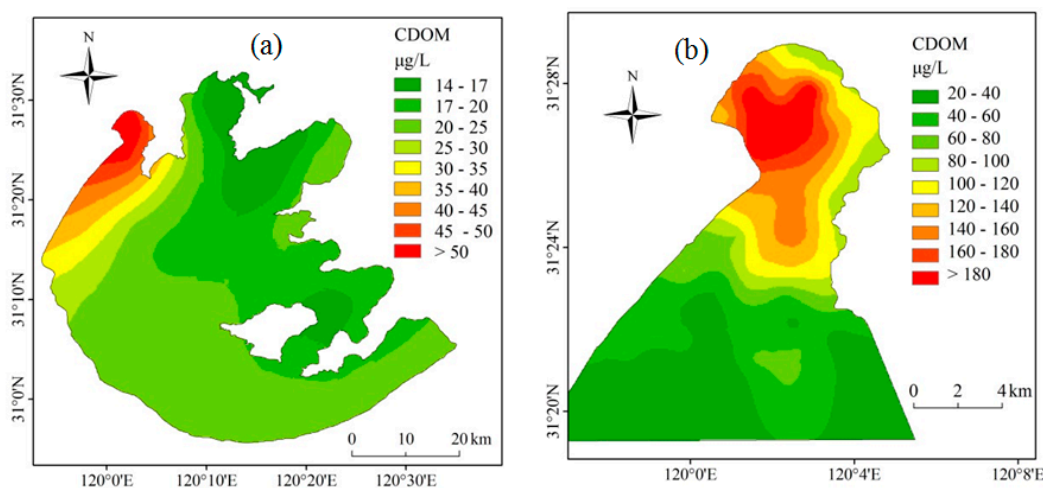 (a)
N
CDOM
µg/L
14 - 17
17 - 20
20 - 25
25 - 30
30 - 35
35 - 40
40 - 45
45 - 50
> 50
31°30'N
31°20'N
31°10'N
31°0'N
0 10 20 km
120°0'E 120°10'E 120°20'E 120°30'E
(b)
N
CDOM
µg/L
20 - 40
40 - 60
60 - 80
80 - 100
100 - 120
120 - 140
140 - 160
160 - 180
> 180
31°28'N
31°24'N
31°20'N
0 2 4 km
120°0'E 120°4'E 120°8'E